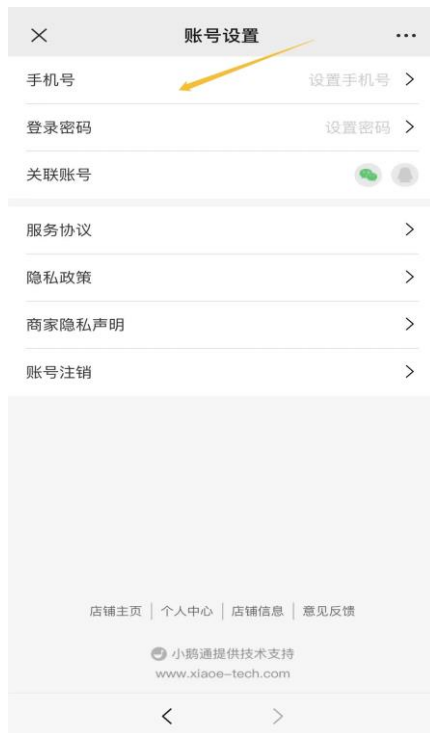 账号设置
手机号 设置手机号
登录密码 设置密码
关联账号
服务协议
隐私政策
商家隐私声明
账号注销
店铺主页 | 个人中心 | 店铺信息 | 意见反馈
小鹅通提供技术支持
www.xiaoe-tech.com